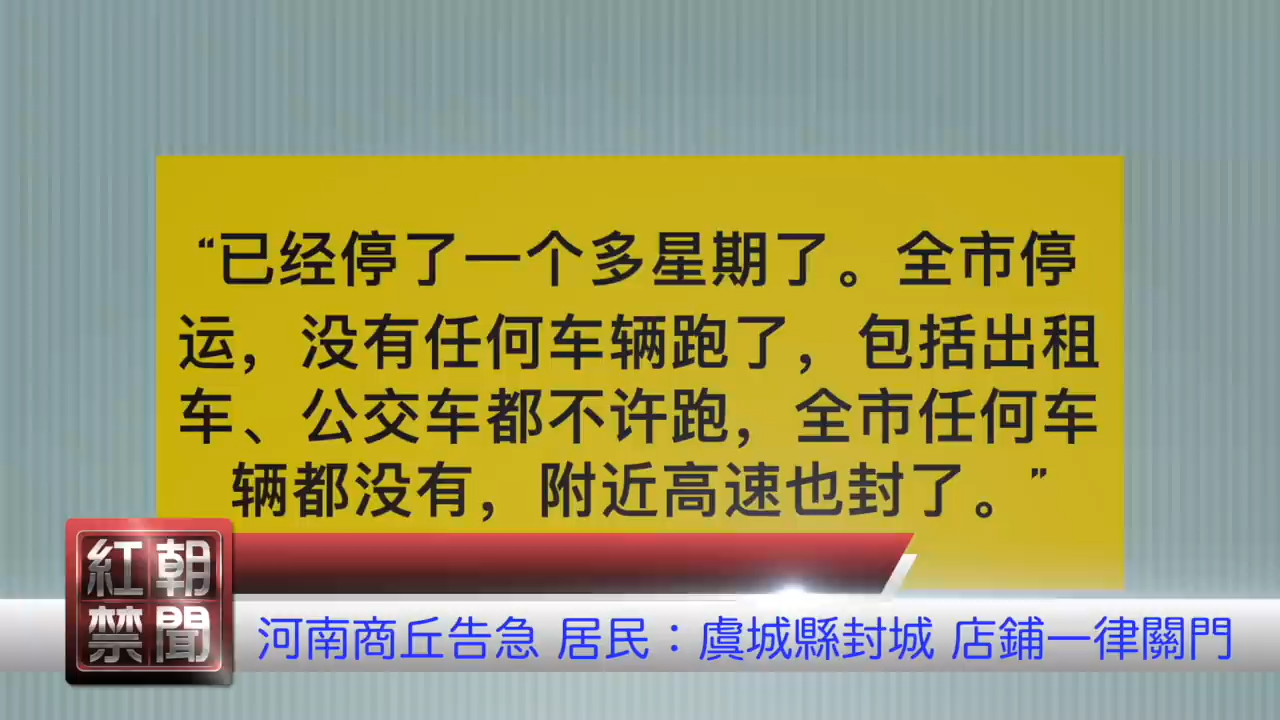 “已经停了一个多星期了。全市停
运，没有任何车辆跑了，包括出租
车、公交车都不许跑，全市任何车
辆都没有，附近高速也封了。”
紅朝
禁聞
河南商丘告急 居民：虞城縣封城 店鋪一律關門